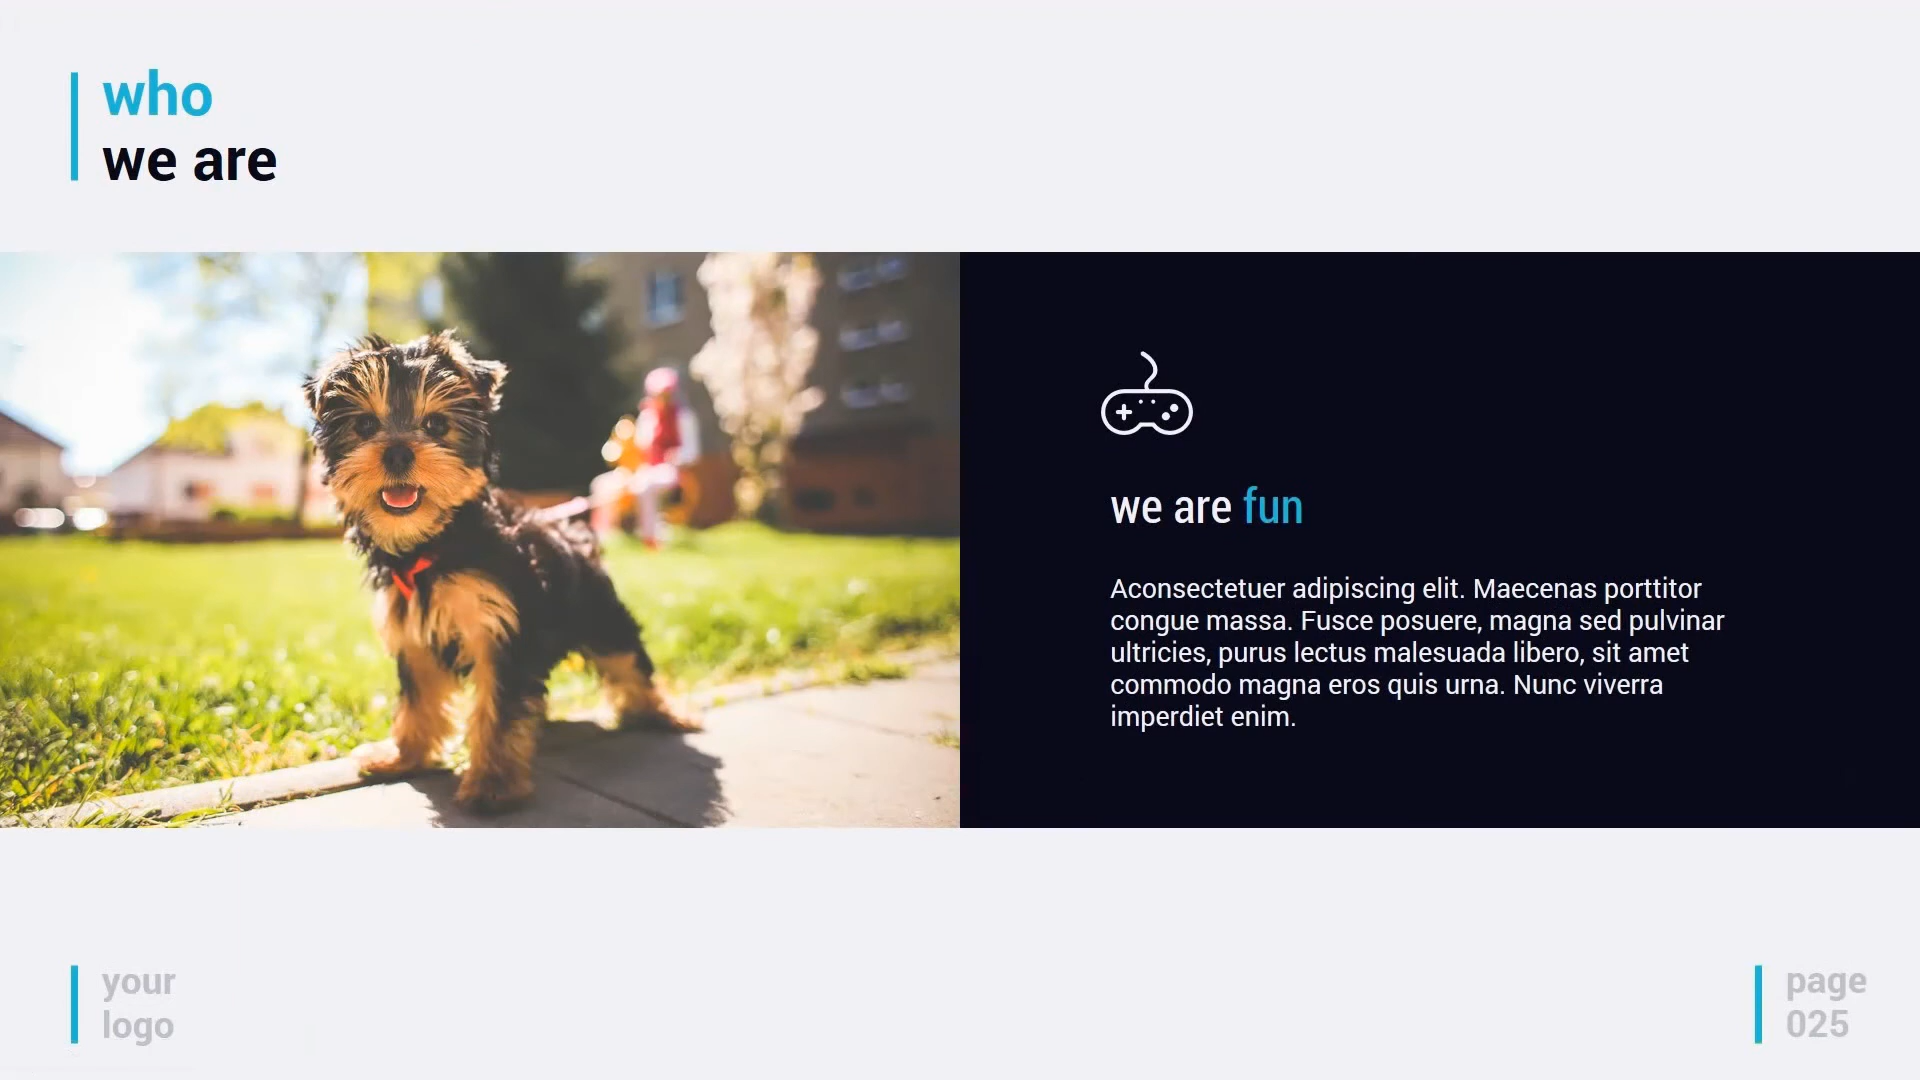 who
we are
we are fun
Aconsectetuer adipiscing elit. Maecenas porttitor
congue massa. Fusce posuere, magna sed pulvinar
ultricies, purus lectus malesuada libero, sit amet
commodo magna eros quis urna. Nunc viverra
imperdiet enim.
your
logo
page
025